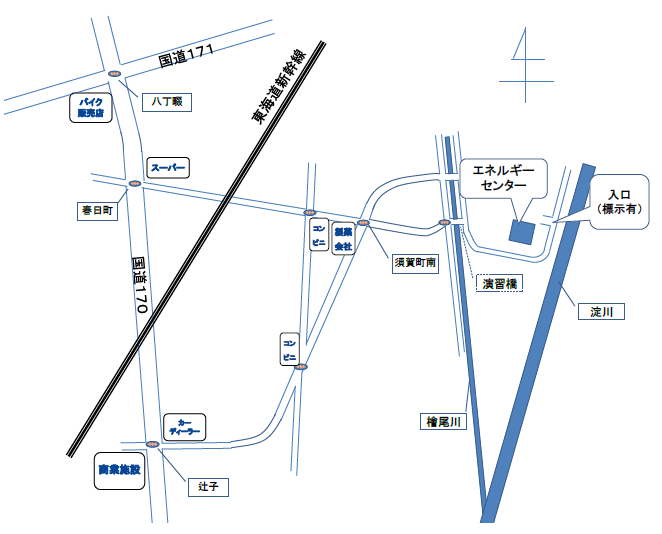 国道171
東海道新幹線
八丁畷
バイク
販売店
スーパー
エネルギー
センター
入口
（標示有）
春日町
コン
ビニ
製薬
会社
須賀町南
演習橋
国道170
淀川
コン
ビニ
檜尾川
カー
ディーラー
商業施設
辻子